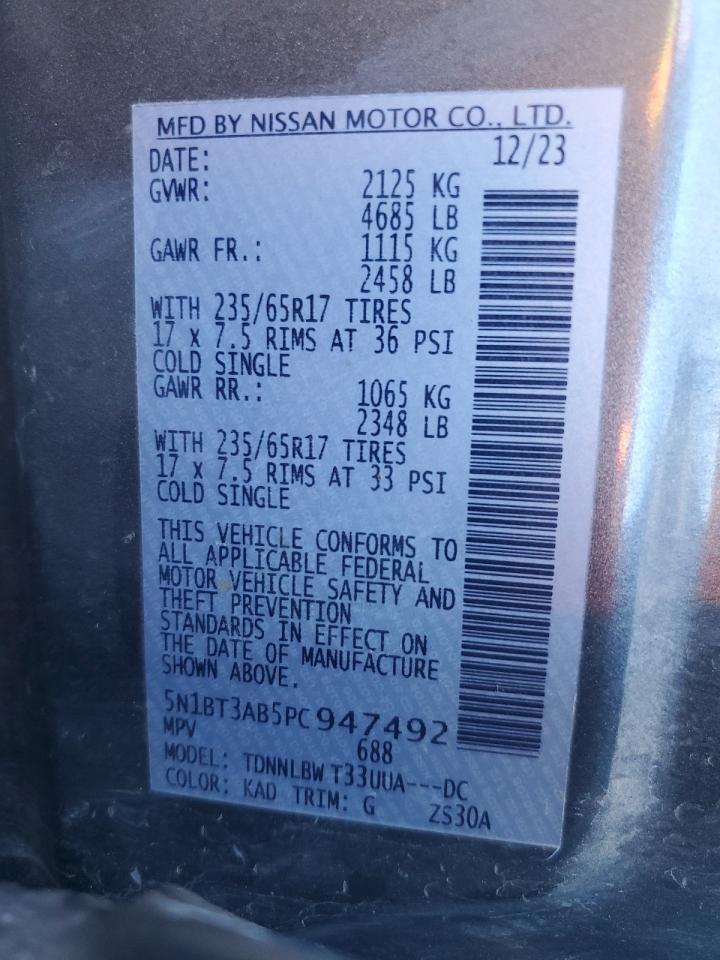 MFD BY NISSAN MOTOR CO., LTD.
DATE: 12/23
GVWR: 2125 KG
4685 LB
GAWR FR.: 1115 KG
2458 LB
WITH 235/65R17 TIRES
17 x 7.5 RIMS AT 36 PSI
COLD SINGLE
GAWR RR.: 1065 KG
2348 LB
WITH 235/65R17 TIRES
17 x 7.5 RIMS AT 33 PSI
COLD SINGLE
THIS VEHICLE CONFORMS TO
ALL APPLICABLE FEDERAL
MOTOR VEHICLE SAFETY AND
THEFT PREVENTION
STANDARDS IN EFFECT ON
THE DATE OF MANUFACTURE
SHOWN ABOVE.
5N1BT3AB5PC947492
MPV 688
MODEL: TDNNLBW T33UUA---DC
COLOR: KAD TRIM: G ZS30A